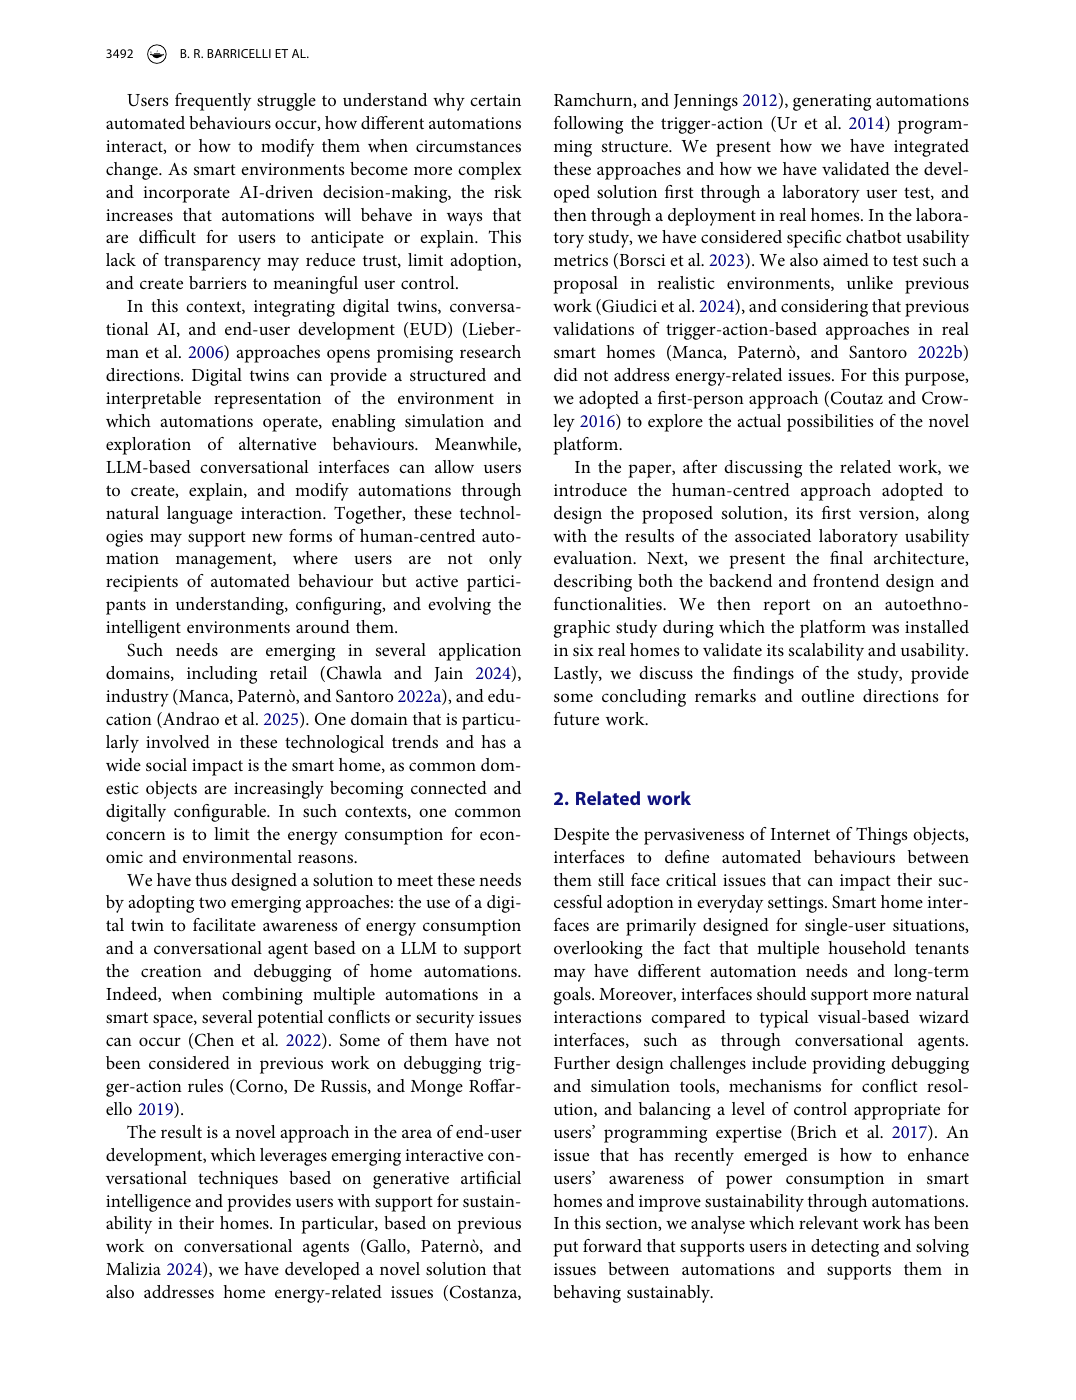 3492 B. R. BARRICELLI ET AL.
Users frequently struggle to understand why certain
automated behaviours occur, how different automations
interact, or how to modify them when circumstances
change. As smart environments become more complex
and incorporate AI-driven decision-making, the risk
increases that automations will behave in ways that
are difficult for users to anticipate or explain. This
lack of transparency may reduce trust, limit adoption,
and create barriers to meaningful user control.
In this context, integrating digital twins, conversa-
tional AI, and end-user development (EUD) (Lieber-
man et al. 2006) approaches opens promising research
directions. Digital twins can provide a structured and
interpretable representation of the environment in
which automations operate, enabling simulation and
exploration of alternative behaviours. Meanwhile,
LLM-based conversational interfaces can allow users
to create, explain, and modify automations through
natural language interaction. Together, these technol-
ogies may support new forms of human-centred auto-
mation management, where users are not only
recipients of automated behaviour but active partici-
pants in understanding, configuring, and evolving the
intelligent environments around them.
Such needs are emerging in several application
domains, including retail (Chawla and Jain 2024),
industry (Manca, Paternò, and Santoro 2022a), and edu-
cation (Andrao et al. 2025). One domain that is particu-
larly involved in these technological trends and has a
wide social impact is the smart home, as common dom-
estic objects are increasingly becoming connected and
digitally configurable. In such contexts, one common
concern is to limit the energy consumption for econ-
omic and environmental reasons.
We have thus designed a solution to meet these needs
by adopting two emerging approaches: the use of a digi-
tal twin to facilitate awareness of energy consumption
and a conversational agent based on a LLM to support
the creation and debugging of home automations.
Indeed, when combining multiple automations in a
smart space, several potential conflicts or security issues
can occur (Chen et al. 2022). Some of them have not
been considered in previous work on debugging trig-
ger-action rules (Corno, De Russis, and Monge Roffar-
ello 2019).
The result is a novel approach in the area of end-user
development, which leverages emerging interactive con-
versational techniques based on generative artificial
intelligence and provides users with support for sustain-
ability in their homes. In particular, based on previous
work on conversational agents (Gallo, Paternò, and
Malizia 2024), we have developed a novel solution that
also addresses home energy-related issues (Costanza,
Ramchurn, and Jennings 2012), generating automations
following the trigger-action (Ur et al. 2014) program-
ming structure. We present how we have integrated
these approaches and how we have validated the devel-
oped solution first through a laboratory user test, and
then through a deployment in real homes. In the labora-
tory study, we have considered specific chatbot usability
metrics (Borsci et al. 2023). We also aimed to test such a
proposal in realistic environments, unlike previous
work (Giudici et al. 2024), and considering that previous
validations of trigger-action-based approaches in real
smart homes (Manca, Paternò, and Santoro 2022b)
did not address energy-related issues. For this purpose,
we adopted a first-person approach (Coutaz and Crow-
ley 2016) to explore the actual possibilities of the novel
platform.
In the paper, after discussing the related work, we
introduce the human-centred approach adopted to
design the proposed solution, its first version, along
with the results of the associated laboratory usability
evaluation. Next, we present the final architecture,
describing both the backend and frontend design and
functionalities. We then report on an autoethno-
graphic study during which the platform was installed
in six real homes to validate its scalability and usability.
Lastly, we discuss the findings of the study, provide
some concluding remarks and outline directions for
future work.
2. Related work
Despite the pervasiveness of Internet of Things objects,
interfaces to define automated behaviours between
them still face critical issues that can impact their suc-
cessful adoption in everyday settings. Smart home inter-
faces are primarily designed for single-user situations,
overlooking the fact that multiple household tenants
may have different automation needs and long-term
goals. Moreover, interfaces should support more natural
interactions compared to typical visual-based wizard
interfaces, such as through conversational agents.
Further design challenges include providing debugging
and simulation tools, mechanisms for conflict resol-
ution, and balancing a level of control appropriate for
users’ programming expertise (Brich et al. 2017). An
issue that has recently emerged is how to enhance
users’ awareness of power consumption in smart
homes and improve sustainability through automations.
In this section, we analyse which relevant work has been
put forward that supports users in detecting and solving
issues between automations and supports them in
behaving sustainably.